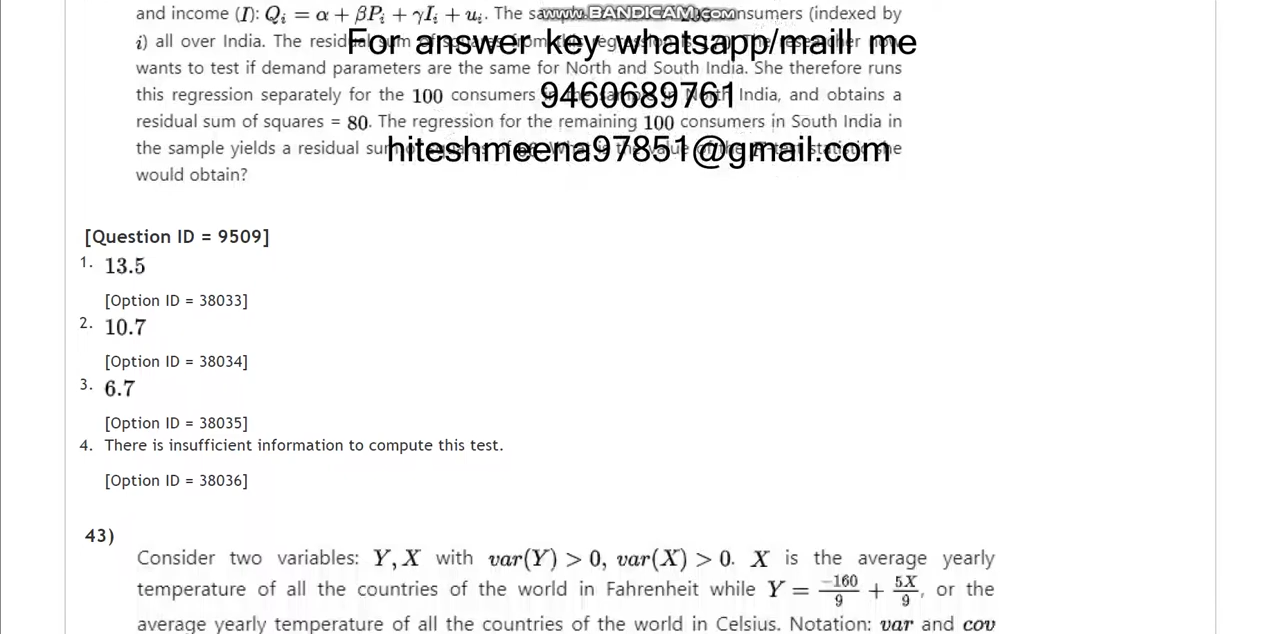 and income (I): Qᵢ = α + βPᵢ + γIᵢ + uᵢ. The consumers (indexed by
www.BANDICAM.com
i) all over India. The
For answer key whatsapp/maill me
wants to test if demand parameters are the same for North and South India. She therefore runs
this regression separately for the 100 consumers India, and obtains a
9460689761
residual sum of squares = 80. The regression for the remaining 100 consumers in South India in
the sample yields a residual
hiteshmeena97851@gmail.com
would obtain?
[Question ID = 9509]
1. 13.5
[Option ID = 38033]
2. 10.7
[Option ID = 38034]
3. 6.7
[Option ID = 38035]
4. There is insufficient information to compute this test.
[Option ID = 38036]
43)
Consider two variables: Y, X with var(Y) > 0, var(X) > 0. X is the average yearly
temperature of all the countries of the world in Fahrenheit while Y = -160/9 + 5X/9, or the
average yearly temperature of all the countries of the world in Celsius. Notation: var and cov